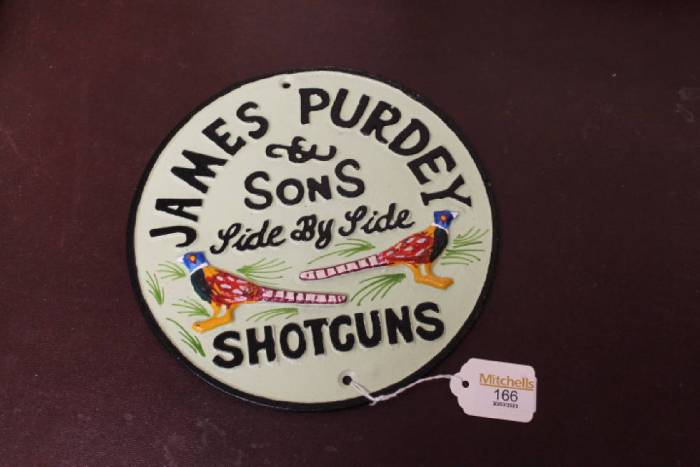 JAMES PURDEY
&
SONS
Side By Side
SHOTGUNS
Mitchells
166